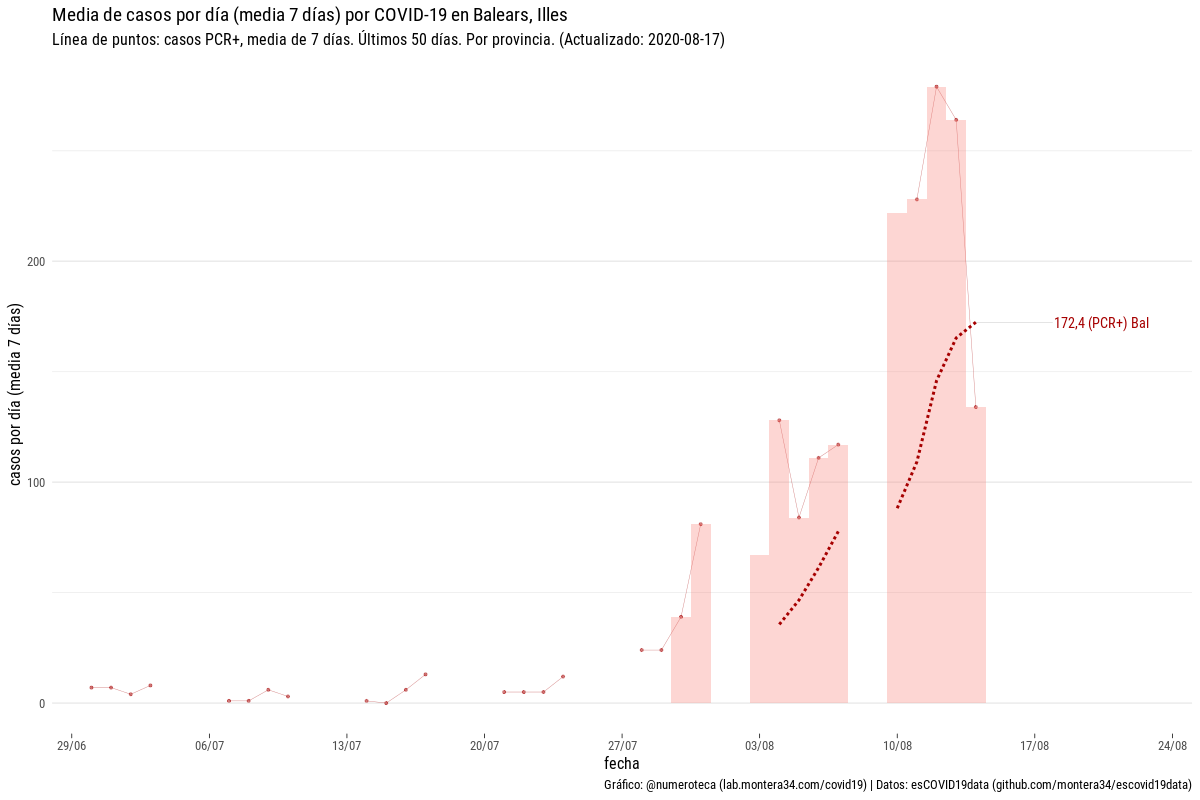 Media de casos por día (media 7 días) por COVID-19 en Balears, Illes
Línea de puntos: casos PCR+, media de 7 días. Últimos 50 días. Por provincia. (Actualizado: 2020-08-17)
casos por día (media 7 días)
200
100
0
172,4 (PCR+) Bal
29/06
06/07
13/07
20/07
27/07
03/08
10/08
17/08
24/08
fecha
Gráfico: @numeroteca (lab.montera34.com/covid19) | Datos: esCOVID19data (github.com/montera34/escovid19data)